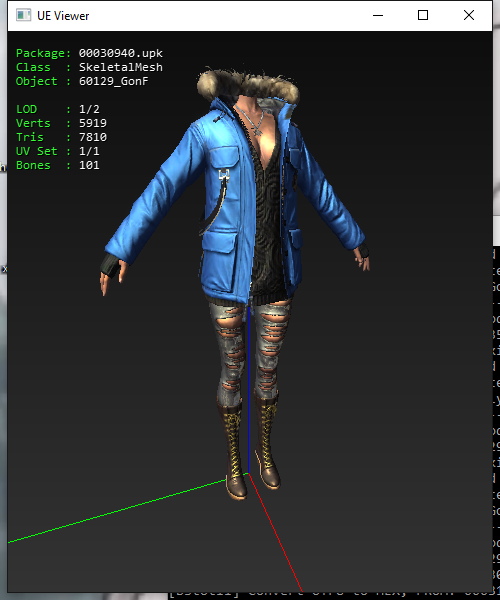 UE Viewer
Package: 00030940.upk
Class : SkeletalMesh
Object : 60129_GonF
LOD : 1/2
Verts : 5919
Tris : 7810
UV Set : 1/1
Bones : 101